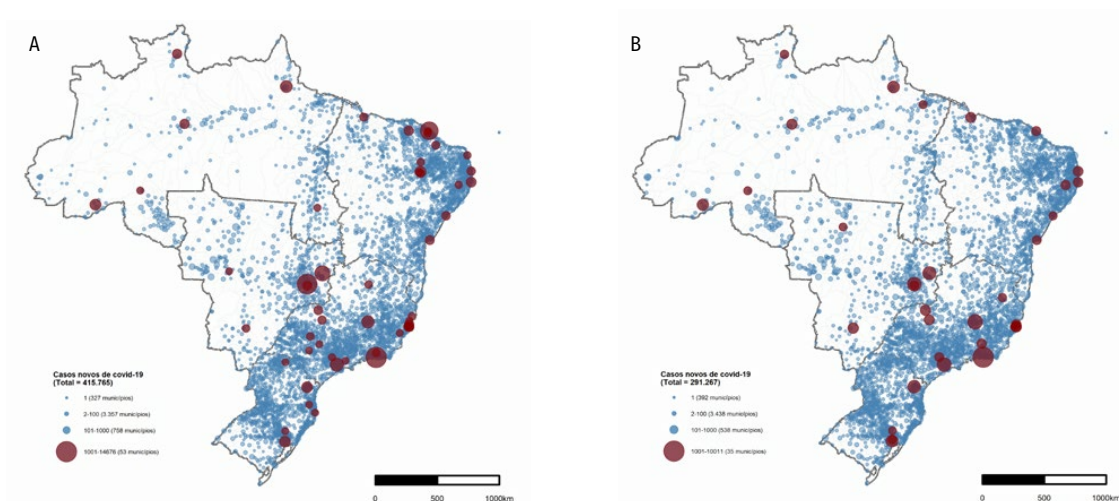 A
Casos novos de covid-19
(Total = 415.765)
1 (327 municípios)
2-100 (3.357 municípios)
101-1000 (758 municípios)
1001-14676 (53 municípios)
0 500 1000km
B
Casos novos de covid-19
(Total = 291.267)
1 (392 municípios)
2-100 (3.438 municípios)
101-1000 (538 municípios)
1001-10011 (35 municípios)
0 500 1000km